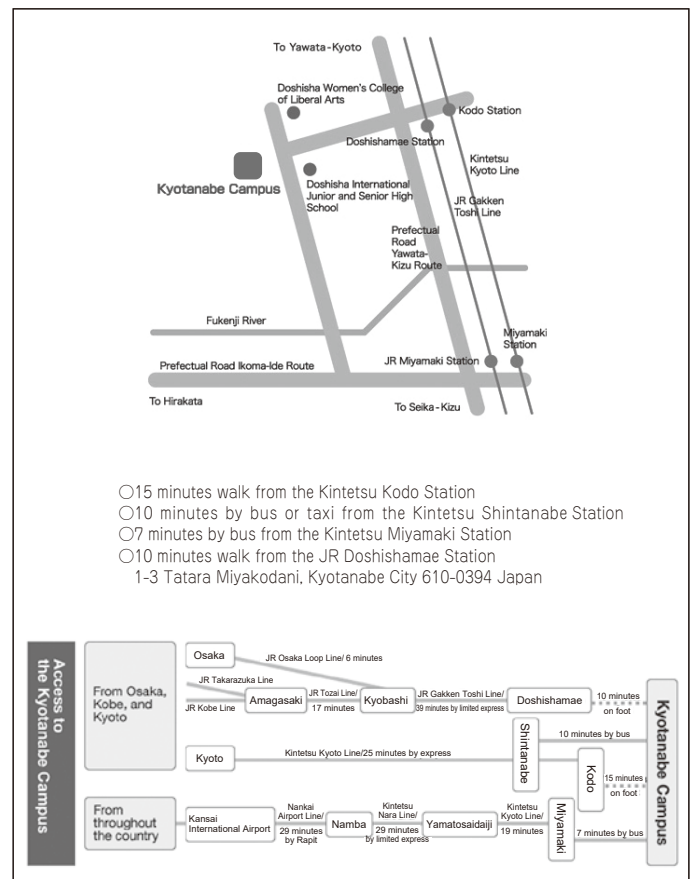 To Yawata-Kyoto
Doshisha Women's College
of Liberal Arts
Kodo Station
Doshishamae Station
Kintetsu
Kyoto Line
Kyotanabe Campus
Doshisha International
Junior and Senior High
School
JR Gakken
Toshi Line
Prefectual
Road
Yawata-
Kizu Route
Fukenji River
Miyamaki
Station
JR Miyamaki Station
Prefectual Road Ikoma-Ide Route
To Hirakata
To Seika-Kizu
○15 minutes walk from the Kintetsu Kodo Station
○10 minutes by bus or taxi from the Kintetsu Shintanabe Station
○7 minutes by bus from the Kintetsu Miyamaki Station
○10 minutes walk from the JR Doshishamae Station
1-3 Tatara Miyakodani, Kyotanabe City 610-0394 Japan
Access to
the Kyotanabe Campus
From Osaka,
Kobe, and
Kyoto
Osaka
JR Osaka Loop Line/ 6 minutes
JR Takarazuka Line
JR Kobe Line
Amagasaki
JR Tozai Line/
17 minutes
Kyobashi
JR Gakken Toshi Line/
39 minutes by limited express
Doshishamae
10 minutes
on foot
Kyoto
Kintetsu Kyoto Line/25 minutes by express
Shintanabe
10 minutes by bus
Kodo
15 minutes
on foot
From
throughout
the country
Kansai
International Airport
Nankai
Airport Line/
29 minutes
by Rapit
Namba
Kintetsu
Nara Line/
29 minutes
by limited express
Yamatosaidaiji
Kintetsu
Kyoto Line/
19 minutes
Miyamaki
7 minutes by bus
Kyotanabe Campus